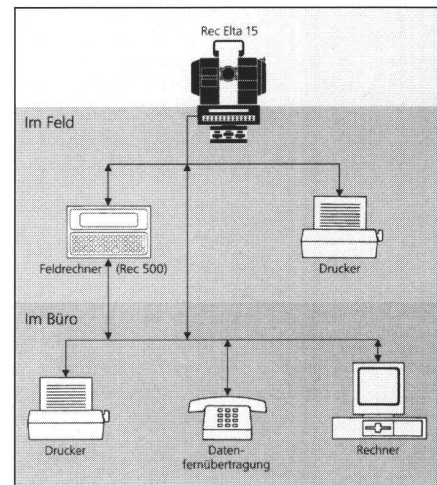 Rec Elta 15
Im Feld
Feldrechner (Rec 500)
Drucker
Im Büro
Drucker
Daten-
fernübertragung
Rechner